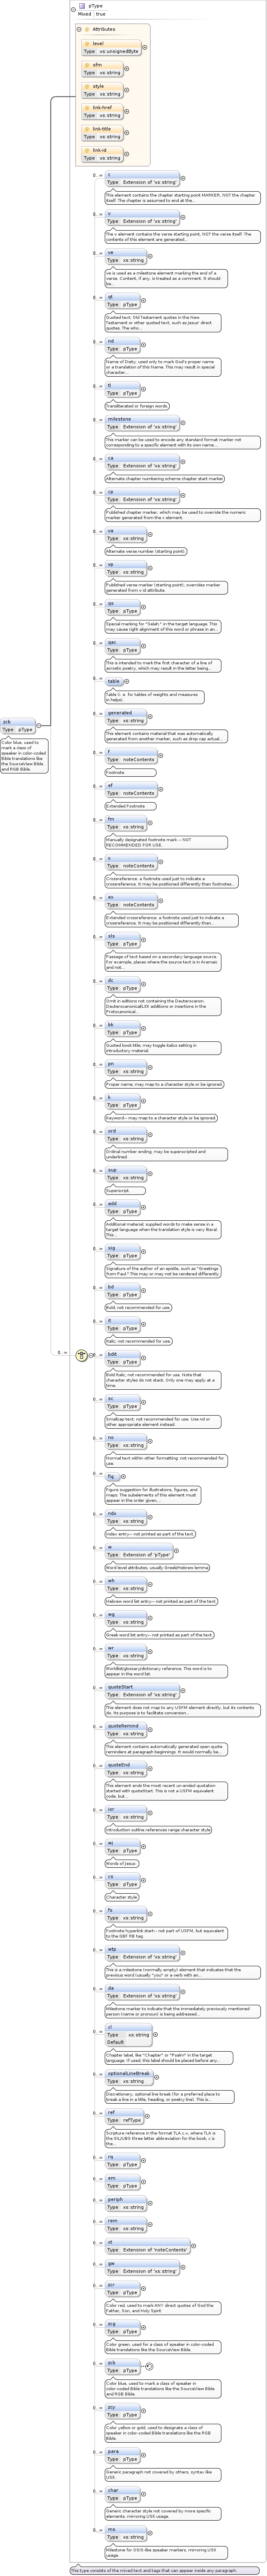 pType
Mixed true
Attributes
level
Type xs:unsignedByte
sfm
Type xs:string
style
Type xs:string
link-href
Type xs:string
link-title
Type xs:string
link-id
Type xs:string
zcb
Type pType
Color blue, used to
mark a class of
speaker in color-coded
Bible translations like
the SourceView Bible
and RGB Bible.
0..∞
c
Type Extension of 'xs:string'
This element contains the chapter starting point MARKER, NOT the chapter
itself. The chapter is assumed to end at the...
v
Type Extension of 'xs:string'
The v element contains the verse starting point, NOT the verse itself. The
contents of this element are generated...
ve
Type xs:string
ve is used as a milestone element marking the end of a
verse. Content, if any, is treated as a comment. It should
be...
qt
Type pType
Quoted text, Old Testament quotes in the New
Testament or other quoted text, such as Jesus' direct
quotes. The who...
nd
Type pType
Name of Diety: used only to mark God's proper name
or a translation of this Name. This may result in special
character...
tl
Type pType
Transliterated or foreign words.
milestone
Type Extension of 'xs:string'
This marker can be used to encode any standard format marker not
corresponding to a specific element with its own name....
ca
Type Extension of 'xs:string'
Alternate chapter numbering schema chapter start marker
cp
Type Extension of 'xs:string'
Published chapter marker, which may be used to override the numeric
marker generated from the c element.
va
Type xs:string
Alternate verse number (starting point).
vp
Type xs:string
Published verse marker (starting point); overrides marker
generated from v id attribute.
qs
Type pType
Special marking for "Selah " in the target language. This
may cause right alignment of this word or phrase in an...
qac
Type pType
This is intended to mark the first character of a line of
acrostic poetry, which may result in the letter being...
table
Table (i. e. for tables of weights and measures
in helps).
generated
Type xs:string
This element contains material that was automatically
generated from another marker, such as drop cap actual...
f
Type noteContents
Footnote
ef
Type noteContents
Extended Footnote
fm
Type xs:string
Manually designated footnote mark -- NOT
RECOMMENDED FOR USE.
x
Type noteContents
Crossreference: a footnote used just to indicate a
crossreference. It may be positioned differently than footnotes...
ex
Type noteContents
Extended crossreference: a footnote used just to indicate a
crossreference. It may be positioned differently than...
sls
Type pType
Passage of text based on a secondary language source.
For example, places where the source text is in Aramaic
and not...
dc
Type pType
Omit in editions not containing the Deuterocanon.
Deuterocanonical/LXX additions or insertions in the
Protocanonical...
bk
Type pType
Quoted book title; may toggle italics setting in
introductory material.
pn
Type xs:string
Proper name; may map to a character style or be ignored
k
Type pType
Keyword-- may map to a character style or be ignored.
ord
Type xs:string
Ordinal number ending, may be superscripted and
underlined.
sup
Type xs:string
Superscript.
add
Type pType
Additional material; supplied words to make sense in a
target language when the translation style is very literal.
This...
sig
Type pType
Signature of the author of an epistle, such as "Greetings
from Paul." This may or may not be rendered differently
bd
Type pType
Bold; not recommended for use.
it
Type pType
Italic; not recommended for use.
bdit
Type pType
Bold italic; not recommended for use. Note that
character styles do not stack: Only one may apply at a
time.
sc
Type pType
Smallcap text; not recommended for use. Use nd or
other appropriate element instead.
no
Type xs:string
Normal text within other formatting; not recommended for
use.
fig
Figure suggestion for illustrations, figures, and
maps. The subelements of this element must
appear in the order given,...
ndx
Type xs:string
Index entry-- not printed as part of the text.
w
Type Extension of 'pType'
Word-level attributes, usually Greek/Hebrew lemma
wh
Type xs:string
Hebrew word list entry-- not printed as part of the text.
wg
Type xs:string
Greek word list entry-- not printed as part of the text.
wr
Type xs:string
Wordlist/glossary/dictionary reference. This word is to
appear in the word list.
quoteStart
Type Extension of 'xs:string'
This element does not map to any USFM element directly, but its contents
do. Its purpose is to facilitate conversion...
quoteRemind
Type xs:string
This element contains automatically generated open quote
reminders at paragraph beginnings. It would normally be...
quoteEnd
Type xs:string
This element ends the most recent un-ended quotation
started with quoteStart. This is not a USFM equivalent
code, but...
ior
Type xs:string
Introduction outline references range character style
wj
Type pType
Words of Jesus.
cs
Type pType
Character style
fs
Type xs:string
Footnote hyperlink start-- not part of USFM, but equivalent
to the GBF RB tag
wtp
Type Extension of 'xs:string'
This is a milestone (normally empty) element that indicates that the
previous word (usually "you" or a verb with an...
da
Type Extension of 'xs:string'
Milestone marker to indicate that the immediately previously mentioned
person (name or pronoun) is being addressed...
cl
Type xs:string
Default
Chapter label, like "Chapter" or "Psalm" in the target
language. If used, this label should be placed before any...
optionalLineBreak
Type xs:string
Discretionary, optional line break (for a preferred place to
break a line in a title, heading, or poetry line). This is...
ref
Type refType
Scripture reference in the format TLA c.v, where TLA is
the SIL/UBS three letter abbreviation for the book, c is
the...
rq
Type pType
em
Type pType
periph
Type xs:string
rem
Type xs:string
xt
Type Extension of 'noteContents'
gw
Type Extension of 'xs:string'
zcr
Type pType
Color red, used to mark ANY direct quotes of God the
Father, Son, and Holy Spirit
zcg
Type pType
Color green, used for a class of speaker in color-coded
Bible translations like the SourceView Bible and RGB Bible.
zcb
Type pType
Color blue, used to mark a class of speaker in
color-coded Bible translations like the SourceView Bible
and RGB Bible.
zcy
Type pType
Color yellow or gold, used to designate a class of
speaker in color-coded Bible translations like the RGB
Bible.
para
Type pType
Generic paragraph not covered by others, syntax like
USX.
char
Type pType
Generic character style not covered by more specific
elements, mirroring USX usage.
ms
Type xs:string
Milestone for OSIS-like speaker markers, mirroring USX
usage.
This type consists of the mixed text and tags that can appear inside any paragraph.